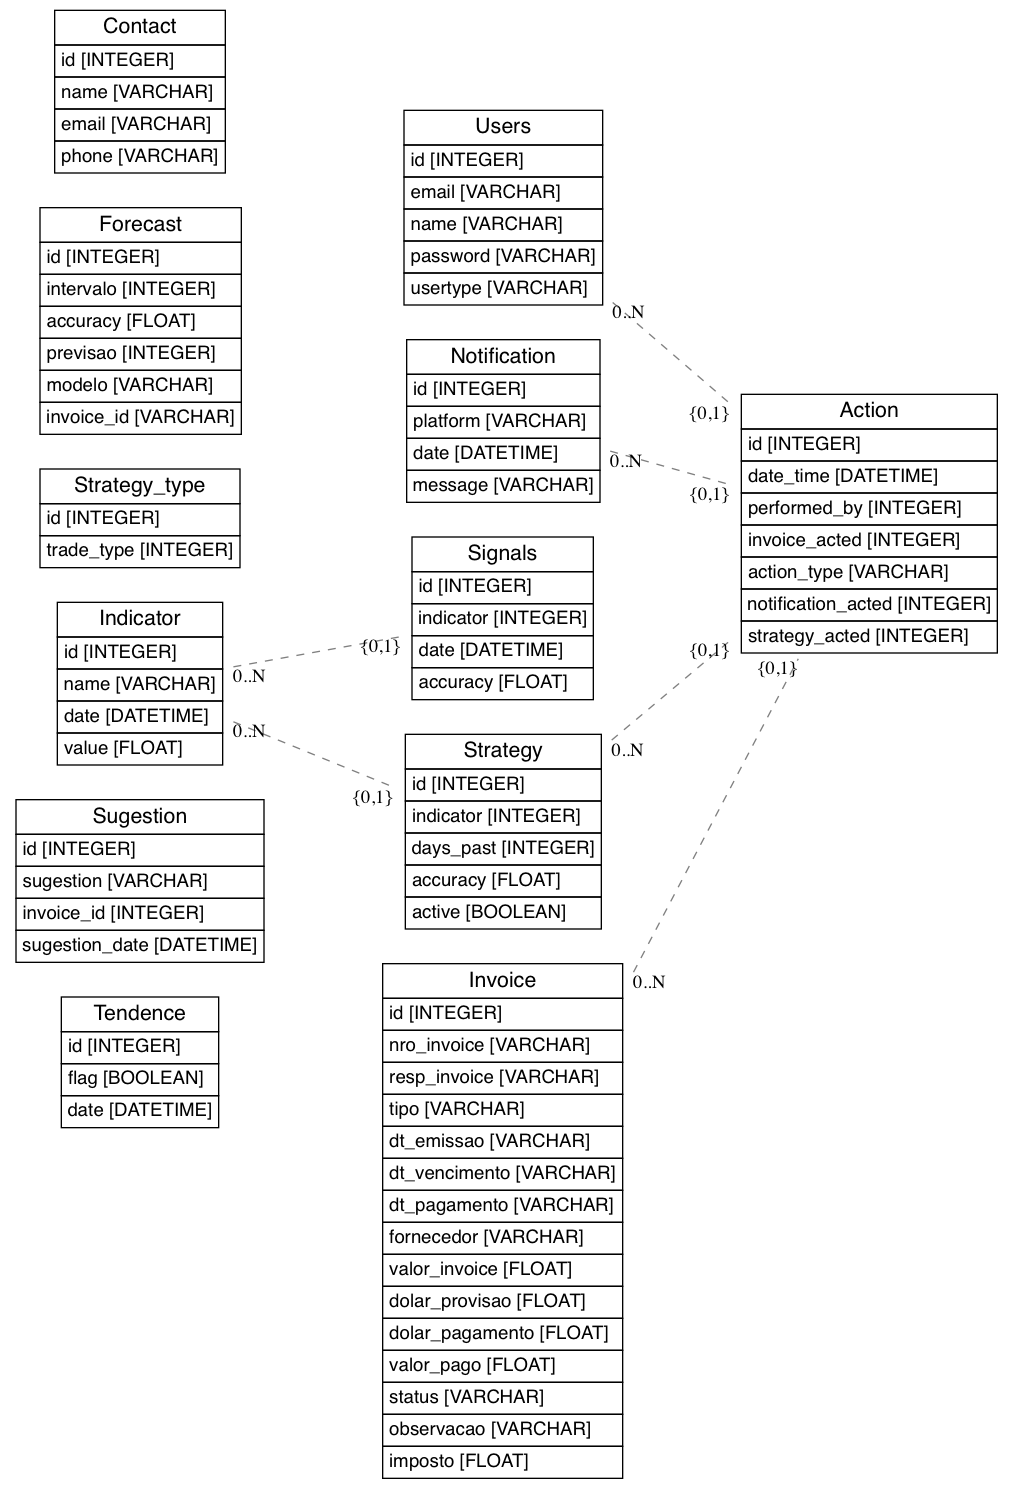 Contact
id [INTEGER]
name [VARCHAR]
email [VARCHAR]
phone [VARCHAR]
Forecast
id [INTEGER]
intervalo [INTEGER]
accuracy [FLOAT]
previsao [INTEGER]
modelo [VARCHAR]
invoice_id [VARCHAR]
Strategy_type
id [INTEGER]
trade_type [INTEGER]
Indicator
id [INTEGER]
name [VARCHAR]
date [DATETIME]
value [FLOAT]
0..N
0..N
Sugestion
id [INTEGER]
sugestion [VARCHAR]
invoice_id [INTEGER]
sugestion_date [DATETIME]
Tendence
id [INTEGER]
flag [BOOLEAN]
date [DATETIME]
Users
id [INTEGER]
email [VARCHAR]
name [VARCHAR]
password [VARCHAR]
usertype [VARCHAR]
0..N
Notification
id [INTEGER]
platform [VARCHAR]
date [DATETIME]
message [VARCHAR]
0..N
Signals
id [INTEGER]
indicator [INTEGER]
date [DATETIME]
accuracy [FLOAT]
{0,1}
Strategy
id [INTEGER]
indicator [INTEGER]
days_past [INTEGER]
accuracy [FLOAT]
active [BOOLEAN]
{0,1}
0..N
Invoice
id [INTEGER]
nro_invoice [VARCHAR]
resp_invoice [VARCHAR]
tipo [VARCHAR]
dt_emissao [VARCHAR]
dt_vencimento [VARCHAR]
dt_pagamento [VARCHAR]
fornecedor [VARCHAR]
valor_invoice [FLOAT]
dolar_provisao [FLOAT]
dolar_pagamento [FLOAT]
valor_pago [FLOAT]
status [VARCHAR]
observacao [VARCHAR]
imposto [FLOAT]
0..N
Action
id [INTEGER]
date_time [DATETIME]
performed_by [INTEGER]
invoice_acted [INTEGER]
action_type [VARCHAR]
notification_acted [INTEGER]
strategy_acted [INTEGER]
{0,1}
{0,1}
{0,1}
{0,1}